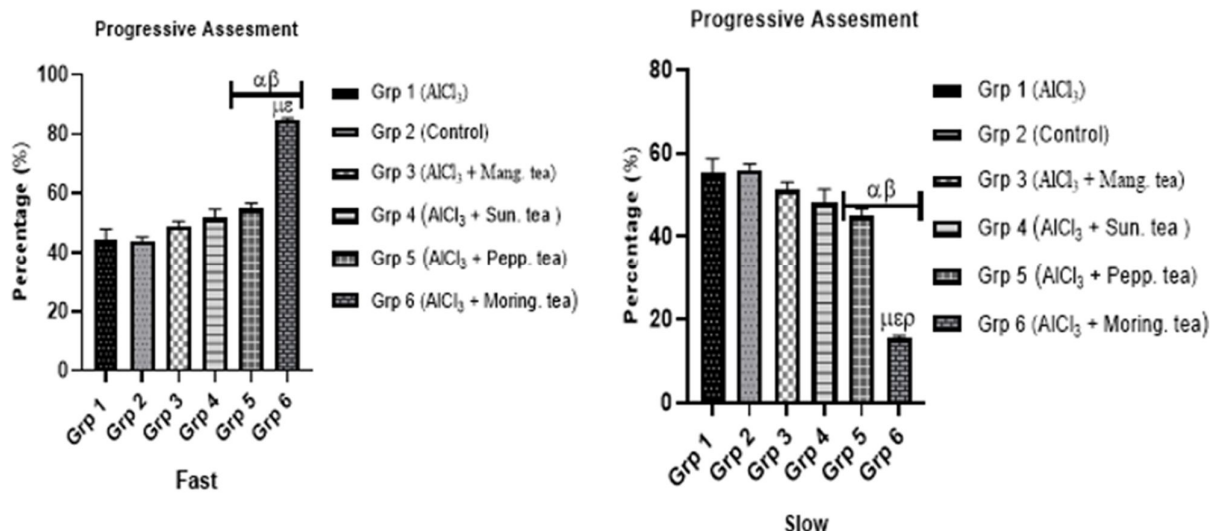 Progressive Assesment
Percentage (%)
100
80
60
40
20
0
αβ
με
Grp 1
Grp 2
Grp 3
Grp 4
Grp 5
Grp 6
Fast
Grp 1 (AlCl₃)
Grp 2 (Control)
Grp 3 (AlCl₃ + Mang. tea)
Grp 4 (AlCl₃ + Sun. tea )
Grp 5 (AlCl₃ + Pepp. tea)
Grp 6 (AlCl₃ + Moring. tea)
Progressive Assesment
Percentage (%)
80
60
40
20
0
αβ
μερ
Grp 1
Grp 2
Grp 3
Grp 4
Grp 5
Grp 6
Slow
Grp 1 (AlCl₃)
Grp 2 (Control)
Grp 3 (AlCl₃ + Mang. tea)
Grp 4 (AlCl₃ + Sun. tea )
Grp 5 (AlCl₃ + Pepp. tea)
Grp 6 (AlCl₃ + Moring. tea)